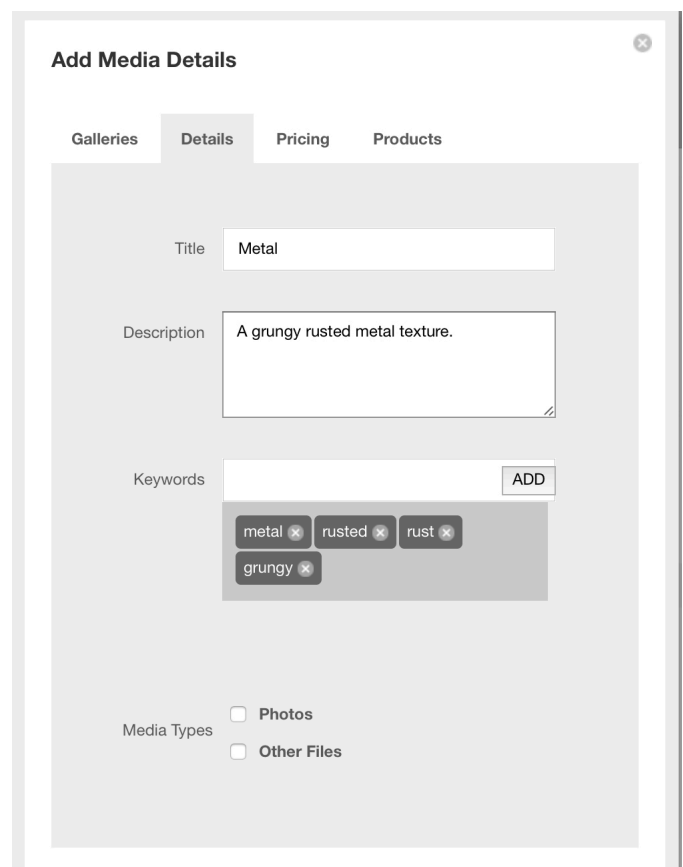 Add Media Details
Galleries Details Pricing Products
Title Metal
Description A grungy rusted metal texture.
Keywords ADD
metal rusted rust
grungy
Photos
Media Types
Other Files